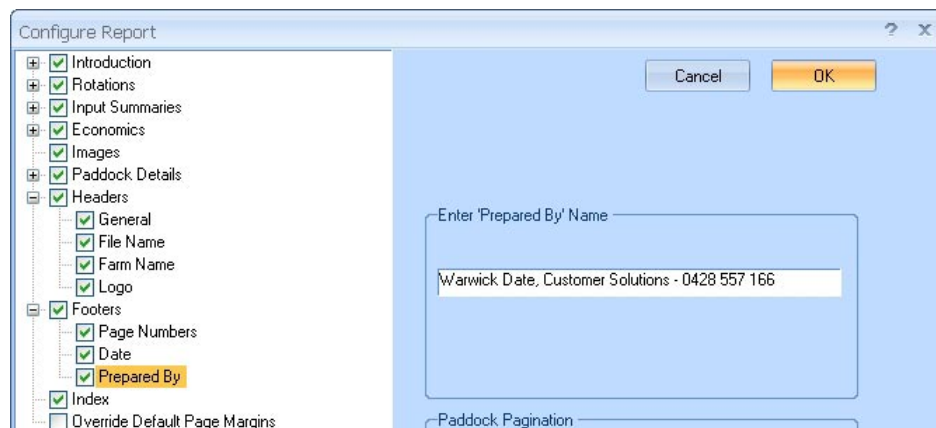 Configure Report
? X
Introduction
Rotations
Input Summaries
Economics
Images
Paddock Details
Headers
General
File Name
Farm Name
Logo
Footers
Page Numbers
Date
Prepared By
Index
Override Default Page Margins
Cancel
OK
Enter 'Prepared By' Name
Warwick Date, Customer Solutions - 0428 557 166
Paddock Pagination